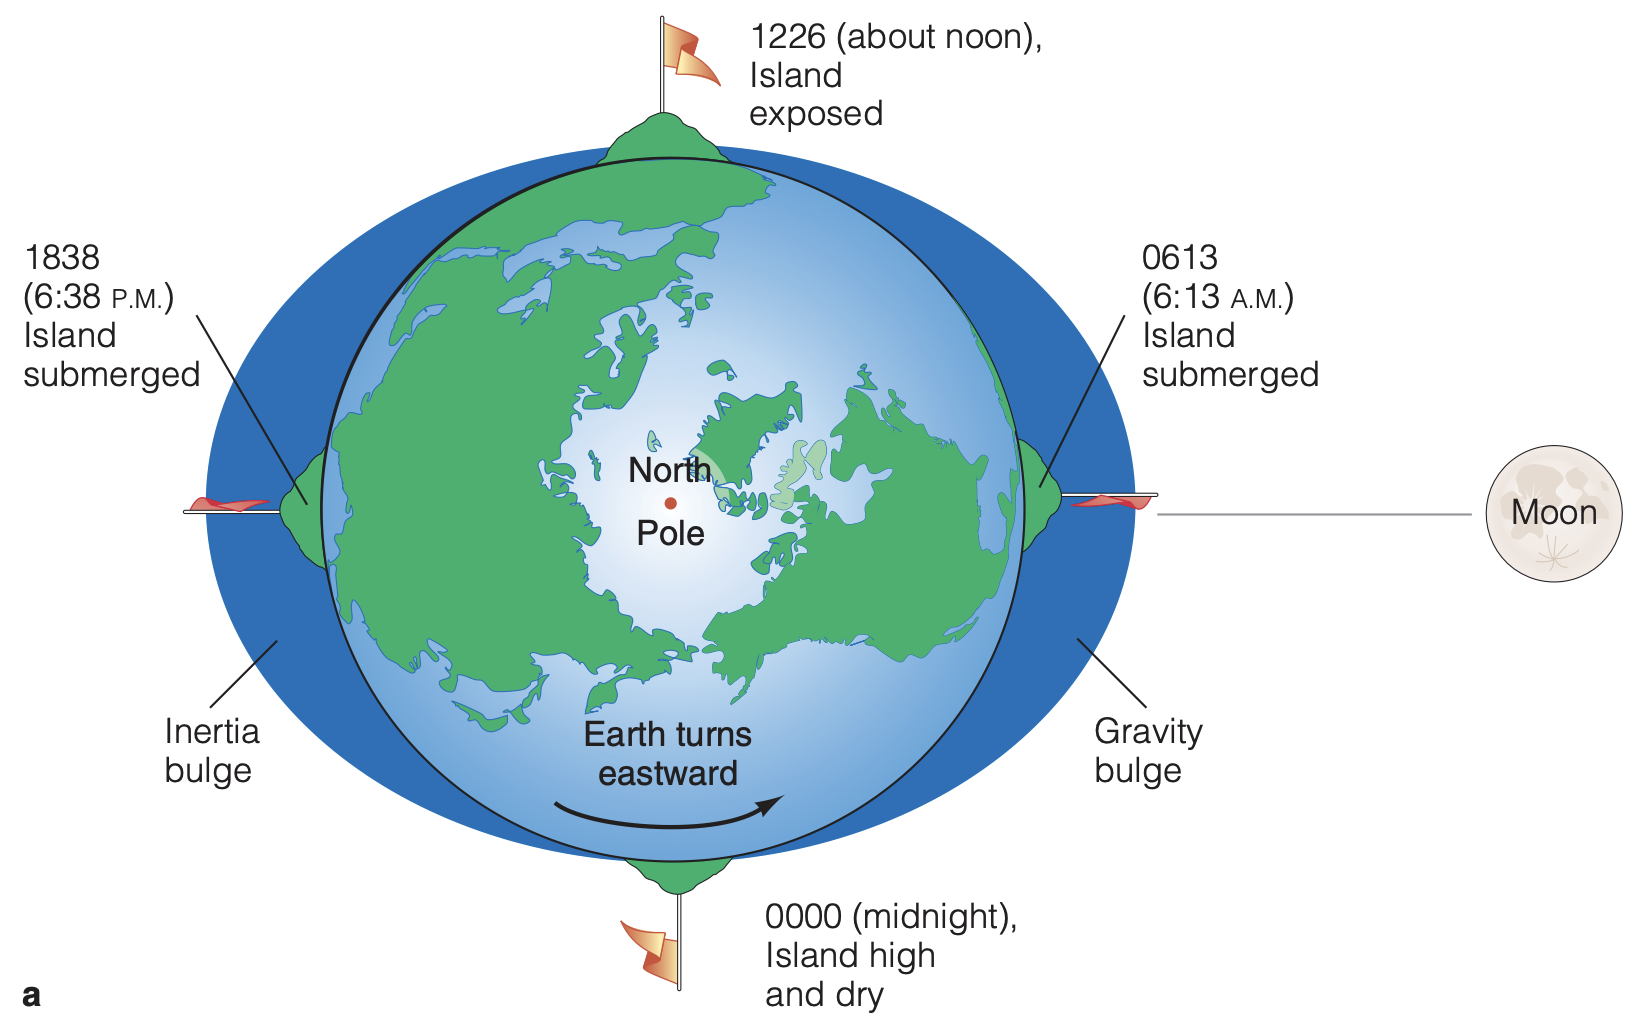 1226 (about noon),
Island
exposed
1838
(6:38 P.M.)
Island
submerged
0613
(6:13 A.M.)
Island
submerged
North
Pole
Moon
Inertia
bulge
Earth turns
eastward
Gravity
bulge
0000 (midnight),
Island high
and dry
a